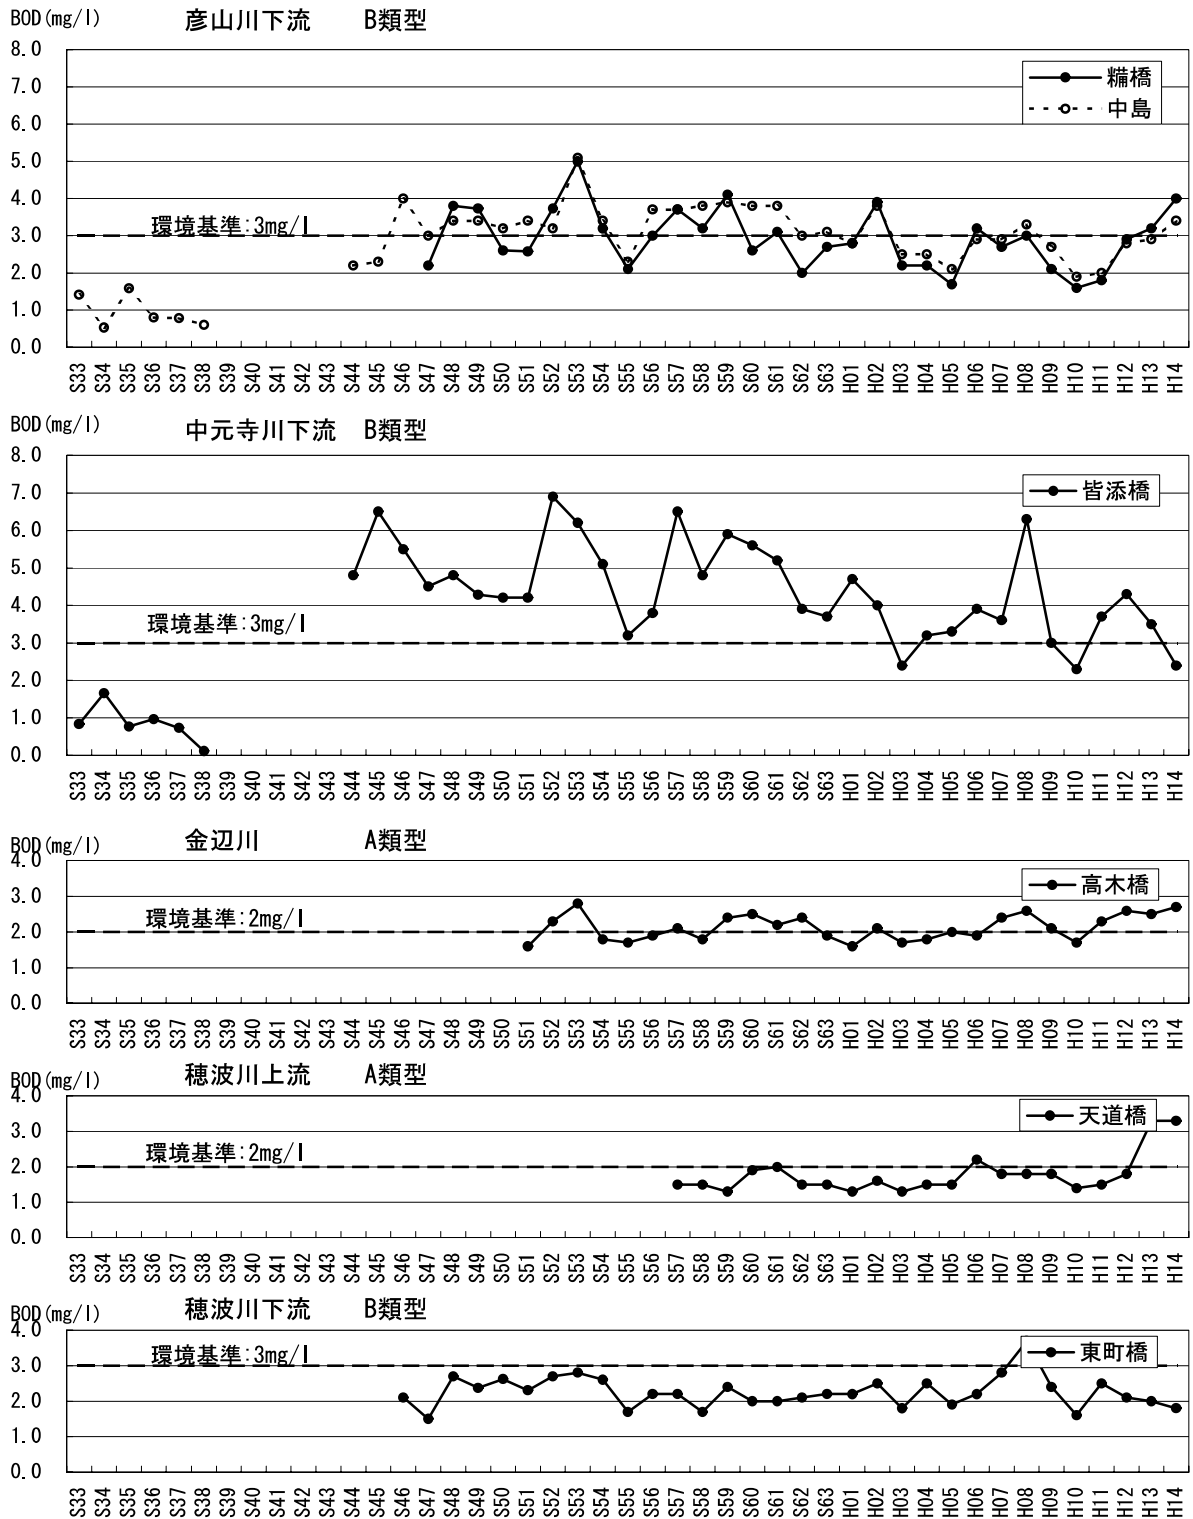 BOD(mg/l) 彦山川下流 B類型
8.0
7.0
6.0
5.0
4.0
3.0
2.0
1.0
0.0
糒橋
中島
環境基準:3mg/l
S33 S34 S35 S36 S37 S38 S39 S40 S41 S42 S43 S44 S45 S46 S47 S48 S49 S50 S51 S52 S53 S54 S55 S56 S57 S58 S59 S60 S61 S62 S63 H01 H02 H03 H04 H05 H06 H07 H08 H09 H10 H11 H12 H13 H14
BOD(mg/l) 中元寺川下流 B類型
8.0
7.0
6.0
5.0
4.0
3.0
2.0
1.0
0.0
皆添橋
環境基準:3mg/l
S33 S34 S35 S36 S37 S38 S39 S40 S41 S42 S43 S44 S45 S46 S47 S48 S49 S50 S51 S52 S53 S54 S55 S56 S57 S58 S59 S60 S61 S62 S63 H01 H02 H03 H04 H05 H06 H07 H08 H09 H10 H11 H12 H13 H14
BOD(mg/l) 金辺川 A類型
4.0
3.0
2.0
1.0
0.0
高木橋
環境基準:2mg/l
S33 S34 S35 S36 S37 S38 S39 S40 S41 S42 S43 S44 S45 S46 S47 S48 S49 S50 S51 S52 S53 S54 S55 S56 S57 S58 S59 S60 S61 S62 S63 H01 H02 H03 H04 H05 H06 H07 H08 H09 H10 H11 H12 H13 H14
BOD(mg/l) 穂波川上流 A類型
4.0
3.0
2.0
1.0
0.0
天道橋
環境基準:2mg/l
S33 S34 S35 S36 S37 S38 S39 S40 S41 S42 S43 S44 S45 S46 S47 S48 S49 S50 S51 S52 S53 S54 S55 S56 S57 S58 S59 S60 S61 S62 S63 H01 H02 H03 H04 H05 H06 H07 H08 H09 H10 H11 H12 H13 H14
BOD(mg/l) 穂波川下流 B類型
4.0
3.0
2.0
1.0
0.0
東町橋
環境基準:3mg/l
S33 S34 S35 S36 S37 S38 S39 S40 S41 S42 S43 S44 S45 S46 S47 S48 S49 S50 S51 S52 S53 S54 S55 S56 S57 S58 S59 S60 S61 S62 S63 H01 H02 H03 H04 H05 H06 H07 H08 H09 H10 H11 H12 H13 H14